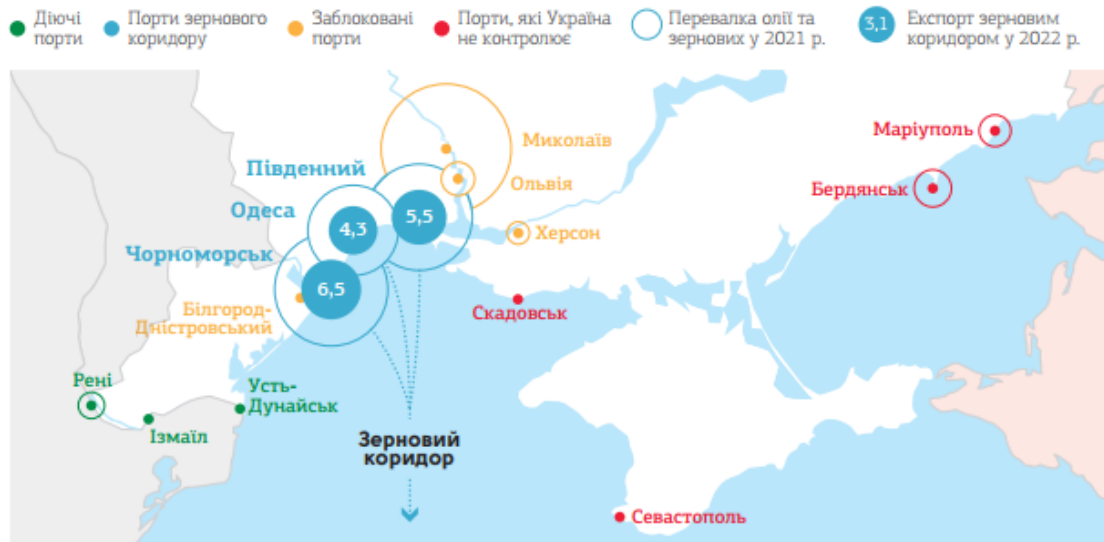 Діючі
порти
Порти зернового
коридору
Заблоковані
порти
Порти, які Україна
не контролює
Перевалка олії та
зернових у 2021 р.
3,1
Експорт зерновим
коридором у 2022 р.
Маріуполь
Миколаїв
Південний
Ольвія
Бердянськ
Одеса
4,3
5,5
Херсон
Чорноморськ
6,5
Білгород-
Дністровський
Скадовськ
Рені
Усть-
Дунайськ
Ізмаїл
Зерновий
коридор
Севастополь